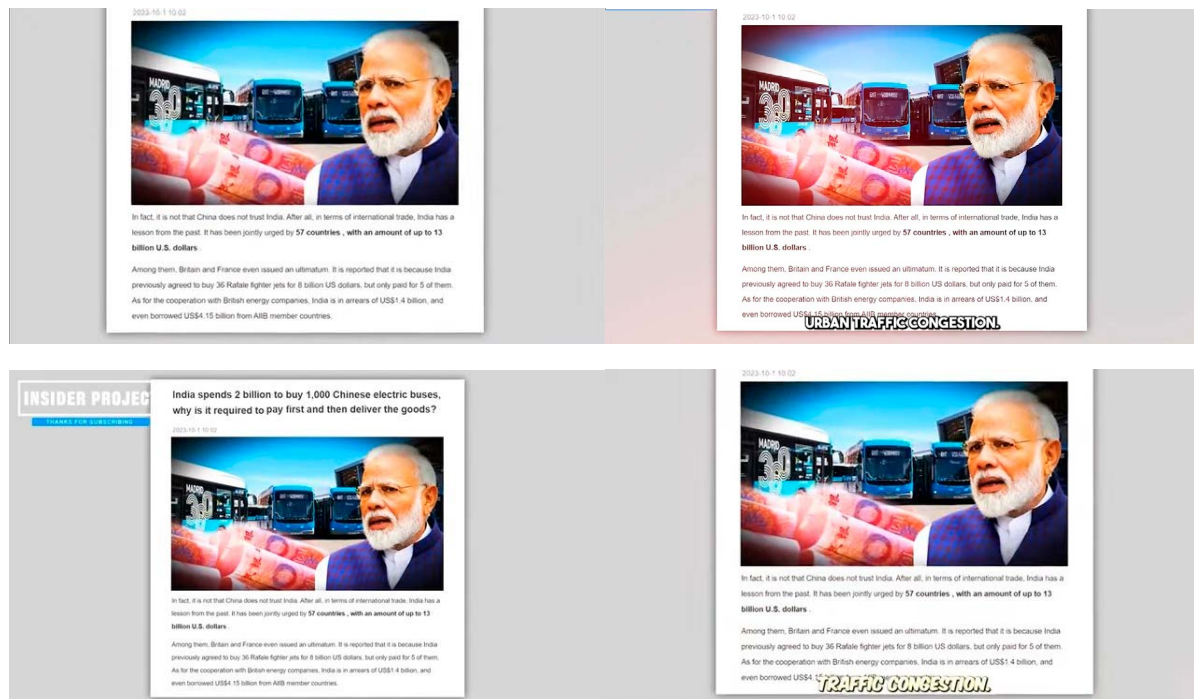 2023-10-1 10:02
MADRID
In fact, it is not that China does not trust India. After all, in terms of international trade, India has a
lesson from the past. It has been jointly urged by 57 countries , with an amount of up to 13
billion U.S. dollars .
Among them, Britain and France even issued an ultimatum. It is reported that it is because India
previously agreed to buy 36 Rafale fighter jets for 8 billion US dollars, but only paid for 5 of them.
As for the cooperation with British energy companies, India is in arrears of US$1.4 billion, and
even borrowed US$4.15 billion from AIIB member countries.
2023-10-1 10:02
MADRID
In fact, it is not that China does not trust India. After all, in terms of international trade, India has a
lesson from the past. It has been jointly urged by 57 countries , with an amount of up to 13
billion U.S. dollars .
Among them, Britain and France even issued an ultimatum. It is reported that it is because India
previously agreed to buy 36 Rafale fighter jets for 8 billion US dollars, but only paid for 5 of them.
As for the cooperation with British energy companies, India is in arrears of US$1.4 billion, and
even borrowed US$4.15 billion from AIIB member countries.
URBAN TRAFFIC CONGESTION.
INSIDER PROJEC
THANKS FOR SUBSCRIBING
India spends 2 billion to buy 1,000 Chinese electric buses,
why is it required to pay first and then deliver the goods?
2023-10-1 10:02
MADRID
In fact, it is not that China does not trust India. After all, in terms of international trade, India has a
lesson from the past. It has been jointly urged by 57 countries , with an amount of up to 13
billion U.S. dollars .
Among them, Britain and France even issued an ultimatum. It is reported that it is because India
previously agreed to buy 36 Rafale fighter jets for 8 billion US dollars, but only paid for 5 of them.
As for the cooperation with British energy companies, India is in arrears of US$1.4 billion, and
even borrowed US$4.15 billion from AIIB member countries.
2023-10-1 10:02
MADRID
In fact, it is not that China does not trust India. After all, in terms of international trade, India has a
lesson from the past. It has been jointly urged by 57 countries , with an amount of up to 13
billion U.S. dollars .
Among them, Britain and France even issued an ultimatum. It is reported that it is because India
previously agreed to buy 36 Rafale fighter jets for 8 billion US dollars, but only paid for 5 of them.
As for the cooperation with British energy companies, India is in arrears of US$1.4 billion, and
even borrowed
TRAFFIC CONGESTION.